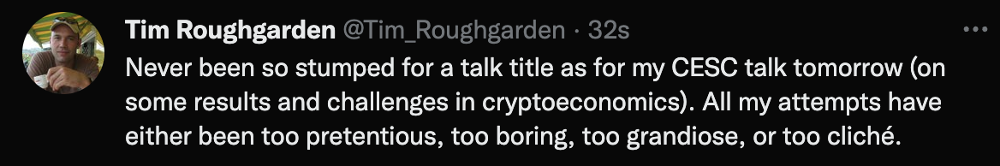 Tim Roughgarden @Tim_Roughgarden · 32s
Never been so stumped for a talk title as for my CESC talk tomorrow (on
some results and challenges in cryptoeconomics). All my attempts have
either been too pretentious, too boring, too grandiose, or too cliché.